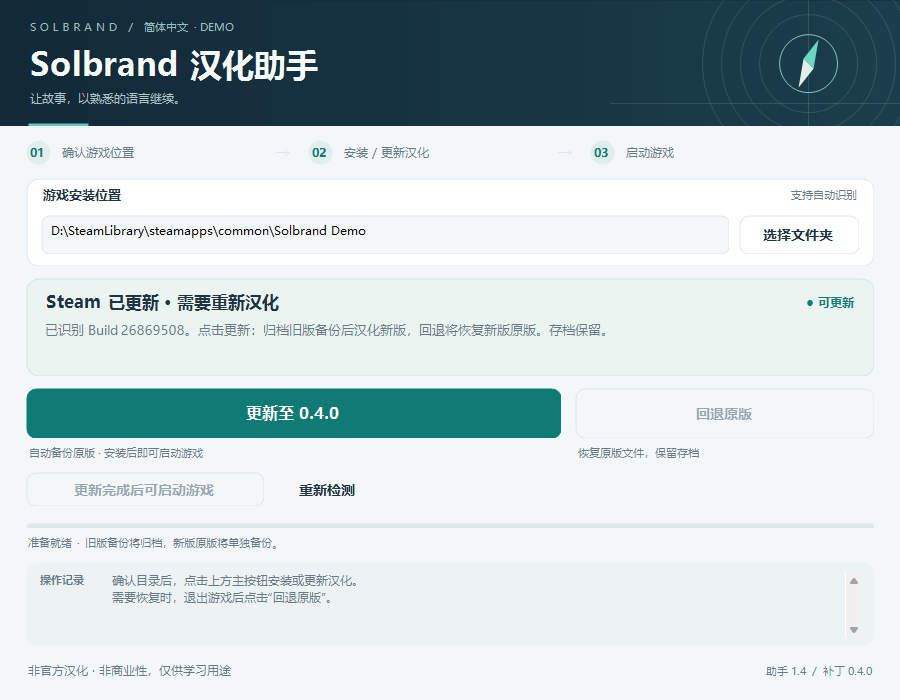 SOLBRAND / 简体中文 · DEMO
Solbrand 汉化助手
让故事，以熟悉的语言继续。
01 确认游戏位置 → 02 安装 / 更新汉化 → 03 启动游戏
游戏安装位置 支持自动识别
D:\SteamLibrary\steamapps\common\Solbrand Demo 选择文件夹
Steam 已更新 · 需要重新汉化 ● 可更新
已识别 Build 26869508。点击更新：归档旧版备份后汉化新版，回退将恢复新版原版。存档保留。
更新至 0.4.0 回退原版
自动备份原版 · 安装后即可启动游戏 恢复原版文件，保留存档
更新完成后可启动游戏 重新检测
准备就绪 · 旧版备份将归档，新版原版将单独备份。
操作记录 确认目录后，点击上方主按钮安装或更新汉化。
需要恢复时，退出游戏后点击“回退原版”。
非官方汉化 · 非商业性，仅供学习用途 助手 1.4 / 补丁 0.4.0